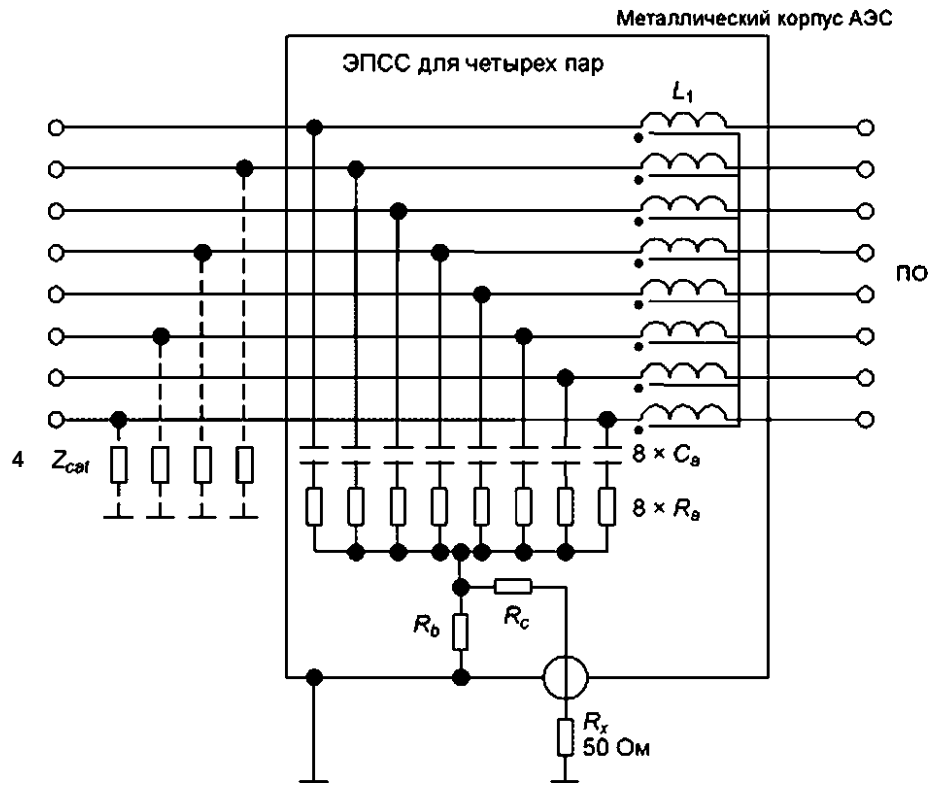 Металлический корпус АЭС
ЭПСС для четырех пар
L1
ПО
4 Zcat
8 × Ca
8 × Ra
Rb
Rc
Rx
50 Ом